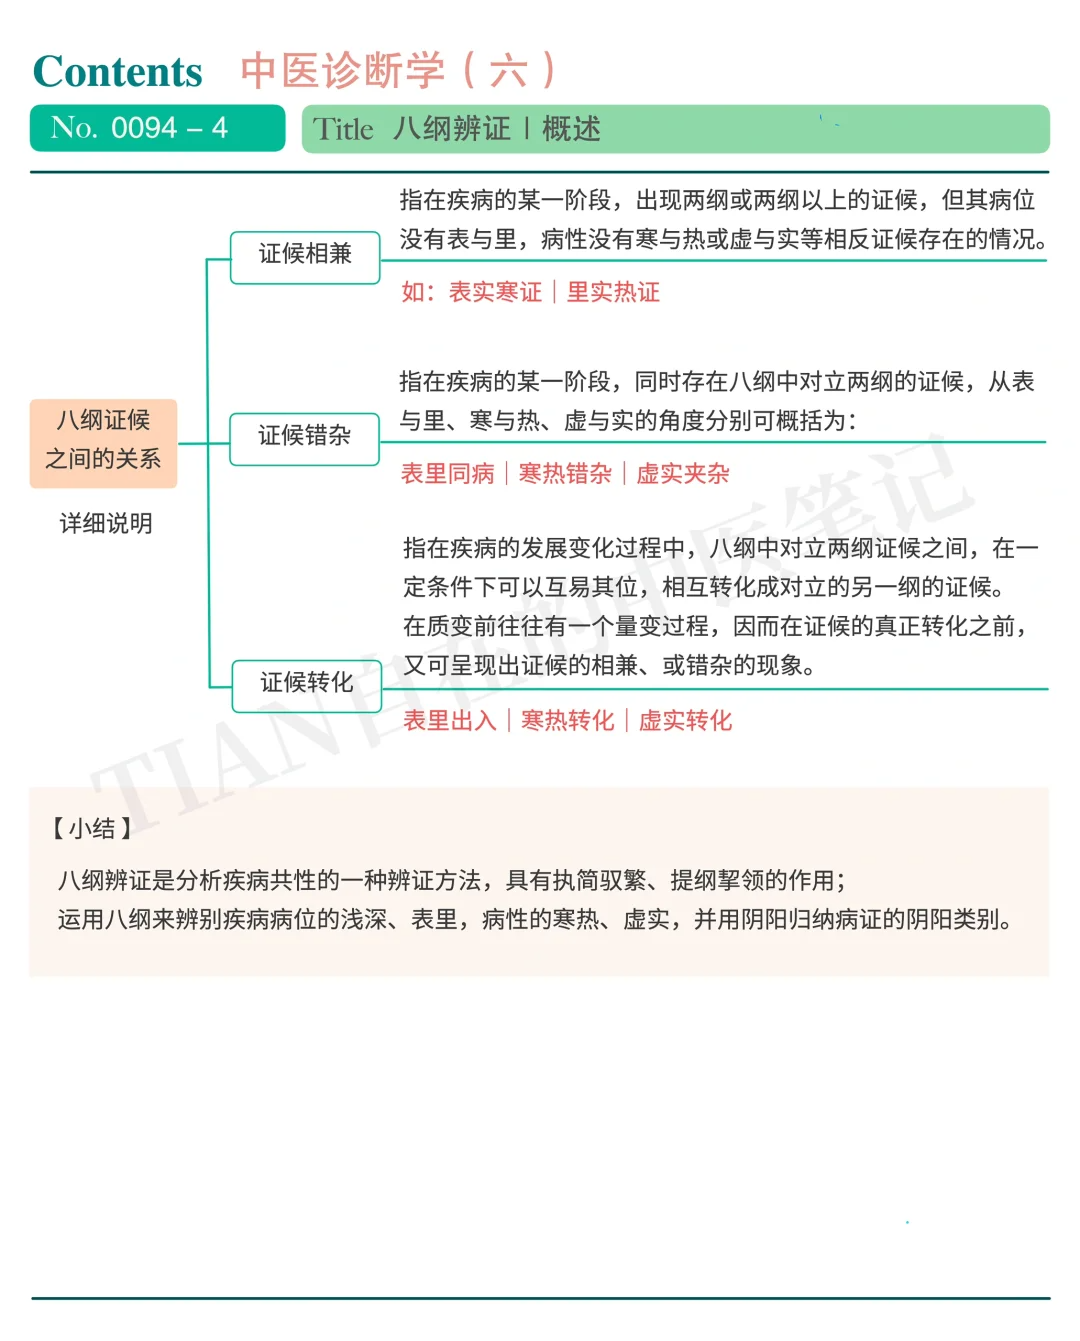 Contents 中医诊断学（六）
No. 0094 – 4
Title 八纲辨证 | 概述
指在疾病的某一阶段，出现两纲或两纲以上的证候，但其病位
没有表与里，病性没有寒与热或虚与实等相反证候存在的情况。
证候相兼
如：表实寒证｜里实热证
指在疾病的某一阶段，同时存在八纲中对立两纲的证候，从表
与里、寒与热、虚与实的角度分别可概括为：
证候错杂
表里同病｜寒热错杂｜虚实夹杂
八纲证候
之间的关系
详细说明
指在疾病的发展变化过程中，八纲中对立两纲证候之间，在一
定条件下可以互易其位，相互转化成对立的另一纲的证候。
在质变前往往有一个量变过程，因而在证候的真正转化之前，
又可呈现出证候的相兼、或错杂的现象。
证候转化
表里出入｜寒热转化｜虚实转化
TIAN自在的中医笔记
【小结】
八纲辨证是分析疾病共性的一种辨证方法，具有执简驭繁、提纲挈领的作用；
运用八纲来辨别疾病病位的浅深、表里，病性的寒热、虚实，并用阴阳归纳病证的阴阳类别。